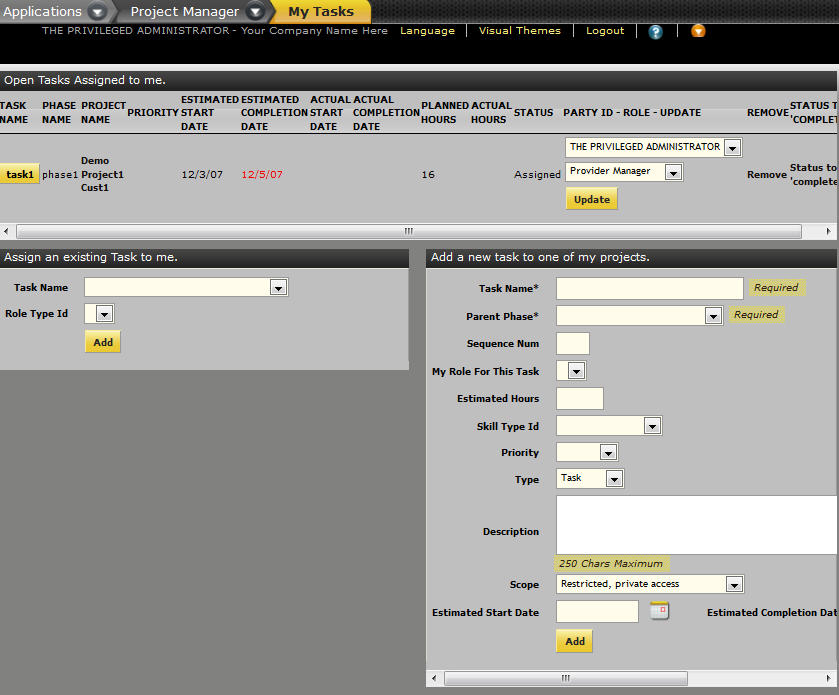 Applications Project Manager My Tasks
THE PRIVILEGED ADMINISTRATOR - Your Company Name Here Language Visual Themes Logout ?
Open Tasks Assigned to me.
TASK NAME PHASE NAME PROJECT NAME PRIORITY ESTIMATED START DATE ESTIMATED COMPLETION DATE ACTUAL START DATE ACTUAL COMPLETION DATE PLANNED HOURS ACTUAL HOURS STATUS PARTY ID - ROLE - UPDATE REMOVE STATUS T 'COMPLET
task1 phase1 Demo Project1 Cust1 12/3/07 12/5/07 16 Assigned THE PRIVILEGED ADMINISTRATOR Provider Manager Update Remove Status to 'complete
Assign an existing Task to me.
Task Name
Role Type Id
Add
Add a new task to one of my projects.
Task Name* Required
Parent Phase* Required
Sequence Num
My Role For This Task
Estimated Hours
Skill Type Id
Priority
Type Task
Description
250 Chars Maximum
Scope Restricted, private access
Estimated Start Date Estimated Completion Dat
Add